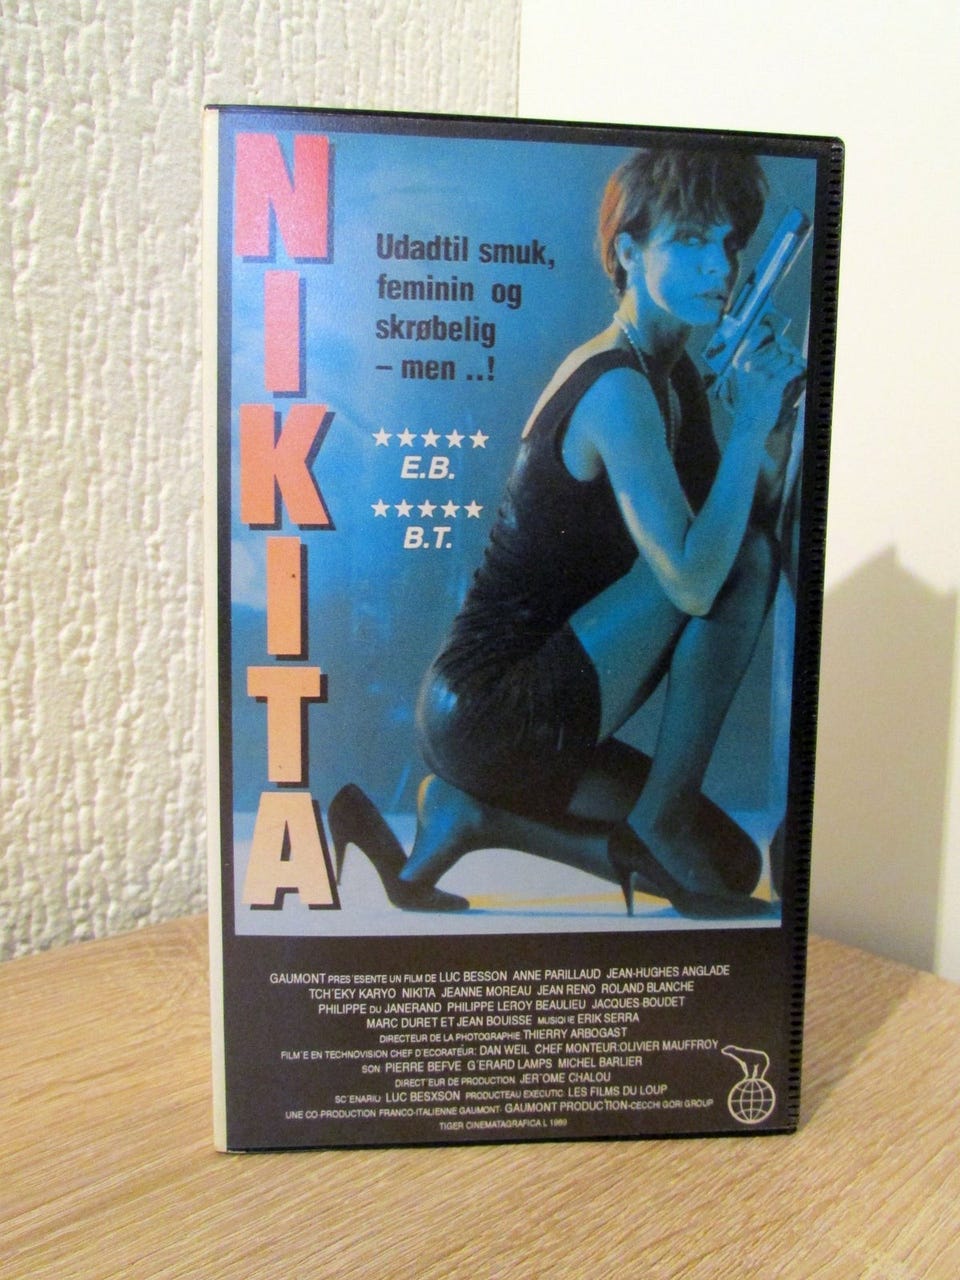 NIKITA
Udadtil smuk,
feminin og
skrøbelig
– men ..!
E.B.
B.T.
GAUMONT PRES'ESENTE UN FILM DE LUC BESSON ANNE PARILLAUD JEAN-HUGHES ANGLADE
TCH'EKY KARYO NIKITA JEANNE MOREAU JEAN RENO ROLAND BLANCHE
PHILIPPE DU JANERAND PHILIPPE LEROY BEAULIEU JACQUES-BOUDET
MARC DURET ET JEAN BOUISSE MUSIQUE ERIK SERRA
DIRECTEUR DE LA PHOTOGRAPHIE THIERRY ARBOGAST
FILM'E EN TECHNOVISION CHEF D'ECORATEUR: DAN WEIL CHEF MONTEUR:OLIVIER MAUFFROY
SON PIERRE BEFVE G'ERARD LAMPS MICHEL BARLIER
DIRECT'EUR DE PRODUCTION JER'OME CHALOU
SC'ENARIU LUC BESXSON PRODUCTEAU EXECUTIC LES FILMS DU LOUP
UNE CO-PRODUCTION FRANCO-ITALIENNE GAUMONT- GAUMONT PRODUCTION-CECCHI GORI GROUP
TIGER CINEMATAGRAFICA L 1989